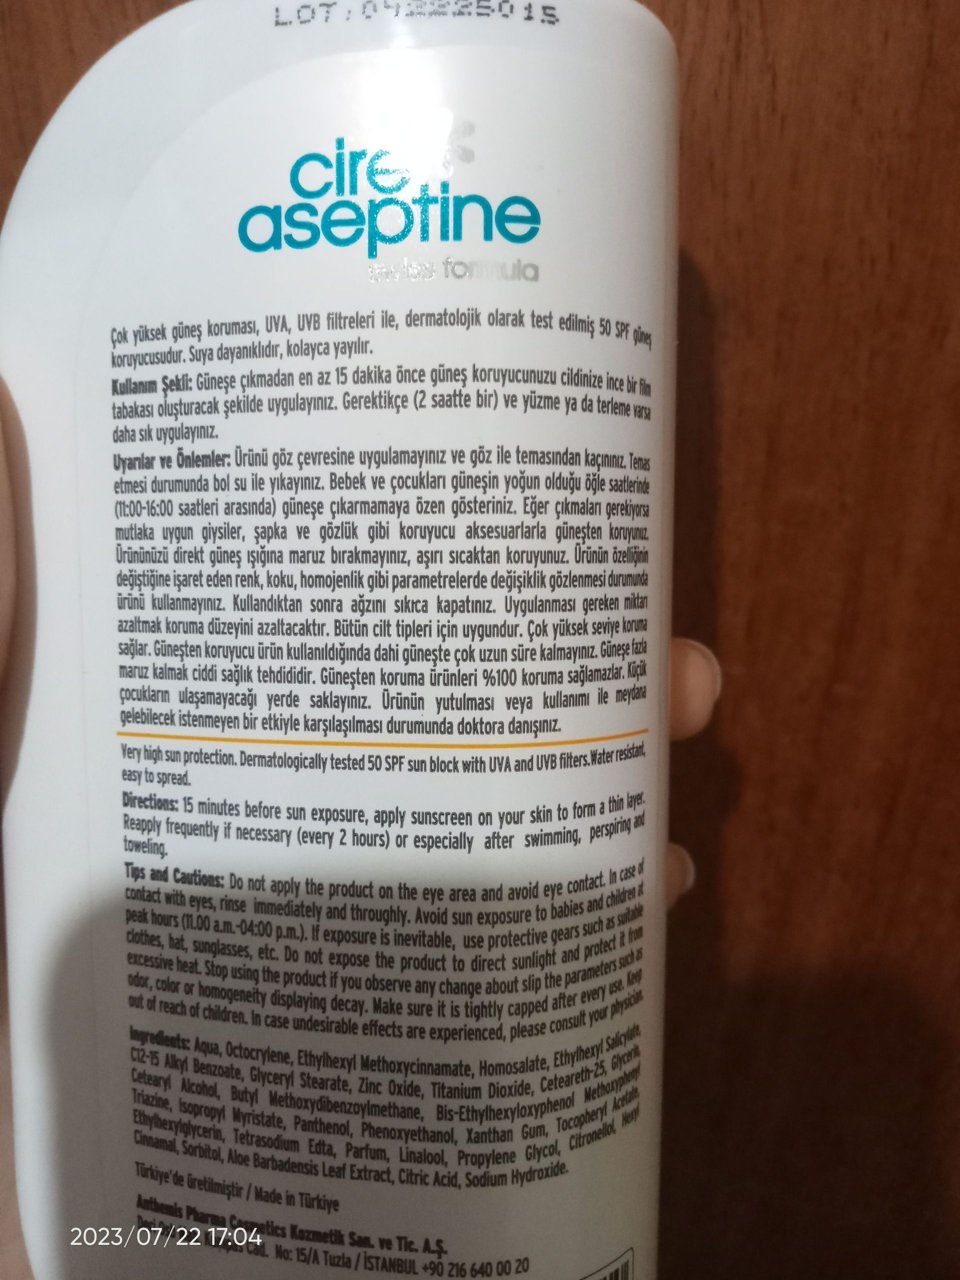 LOT:042225015
cire
aseptine
swiss formula
Çok yüksek güneş koruması, UVA, UVB filtreleri ile, dermatolojik olarak test edilmiş 50 SPF güneş
koruyucusudur. Suya dayanıklıdır, kolayca yayılır.
Kullanım Şekli: Güneşe çıkmadan en az 15 dakika önce güneş koruyucunuzu cildinize ince bir film
tabakası oluşturacak şekilde uygulayınız. Gerektikçe (2 saatte bir) ve yüzme ya da terleme varsa
daha sık uygulayınız.
Uyarılar ve Önlemler: Ürünü göz çevresine uygulamayınız ve göz ile temasından kaçınınız. Temas
etmesi durumunda bol su ile yıkayınız. Bebek ve çocukları güneşin yoğun olduğu öğle saatlerinde
(11:00-16:00 saatleri arasında) güneşe çıkarmamaya özen gösteriniz. Eğer çıkmaları gerekiyorsa
mutlaka uygun giysiler, şapka ve gözlük gibi koruyucu aksesuarlarla güneşten koruyunuz.
Ürününüzü direkt güneş ışığına maruz bırakmayınız, aşırı sıcaktan koruyunuz. Ürünün özelliğinin
değiştiğine işaret eden renk, koku, homojenlik gibi parametrelerde değişiklik gözlenmesi durumunda
ürünü kullanmayınız. Kullandıktan sonra ağzını sıkıca kapatınız. Uygulanması gereken miktarı
azaltmak koruma düzeyini azaltacaktır. Bütün cilt tipleri için uygundur. Çok yüksek seviye koruma
sağlar. Güneşten koruyucu ürün kullanıldığında dahi güneşte çok uzun süre kalmayınız. Güneşe fazla
maruz kalmak ciddi sağlık tehdididir. Güneşten koruma ürünleri %100 koruma sağlamazlar. Küçük
çocukların ulaşamayacağı yerde saklayınız. Ürünün yutulması veya kullanımı ile meydana
gelebilecek istenmeyen bir etkiyle karşılaşılması durumunda doktora danışınız.
Very high sun protection. Dermatologically tested 50 SPF sun block with UVA and UVB filters.Water resistant,
easy to spread.
Directions: 15 minutes before sun exposure, apply sunscreen on your skin to form a thin layer.
Reapply frequently if necessary (every 2 hours) or especially after swimming, perspiring and
toweling.
Tips and Cautions: Do not apply the product on the eye area and avoid eye contact. In case of
contact with eyes, rinse immediately and throughly. Avoid sun exposure to babies and children at
peak hours (11.00 a.m.-04:00 p.m.). If exposure is inevitable, use protective gears such as suitable
clothes, hat, sunglasses, etc. Do not expose the product to direct sunlight and protect it from
excessive heat. Stop using the product if you observe any change about slip the parameters such as
odor, color or homogeneity displaying decay. Make sure it is tightly capped after every use. Keep
out of reach of children. In case undesirable effects are experienced, please consult your physician.
Ingredients: Aqua, Octocrylene, Ethylhexyl Methoxycinnamate, Homosalate, Ethylhexyl Salicylate,
C12-15 Alkyl Benzoate, Glyceryl Stearate, Zinc Oxide, Titanium Dioxide, Ceteareth-25, Glycerin,
Cetearyl Alcohol, Butyl Methoxydibenzoylmethane, Bis-Ethylhexyloxyphenol Methoxyphenyl
Triazine, Isopropyl Myristate, Panthenol, Phenoxyethanol, Xanthan Gum, Tocopheryl Acetate,
Ethylhexylglycerin, Tetrasodium Edta, Parfum, Linalool, Propylene Glycol, Citronellol, Hexyl
Cinnamal, Sorbitol, Aloe Barbadensis Leaf Extract, Citric Acid, Sodium Hydroxide.
Türkiye'de üretilmiştir / Made in Türkiye
Anthemis Pharma Cosmetics Kozmetik San. ve Tic. A.Ş.
Cad. No: 15/A Tuzla / İSTANBUL +90 216 640 00 20
2023/07/22 17:04